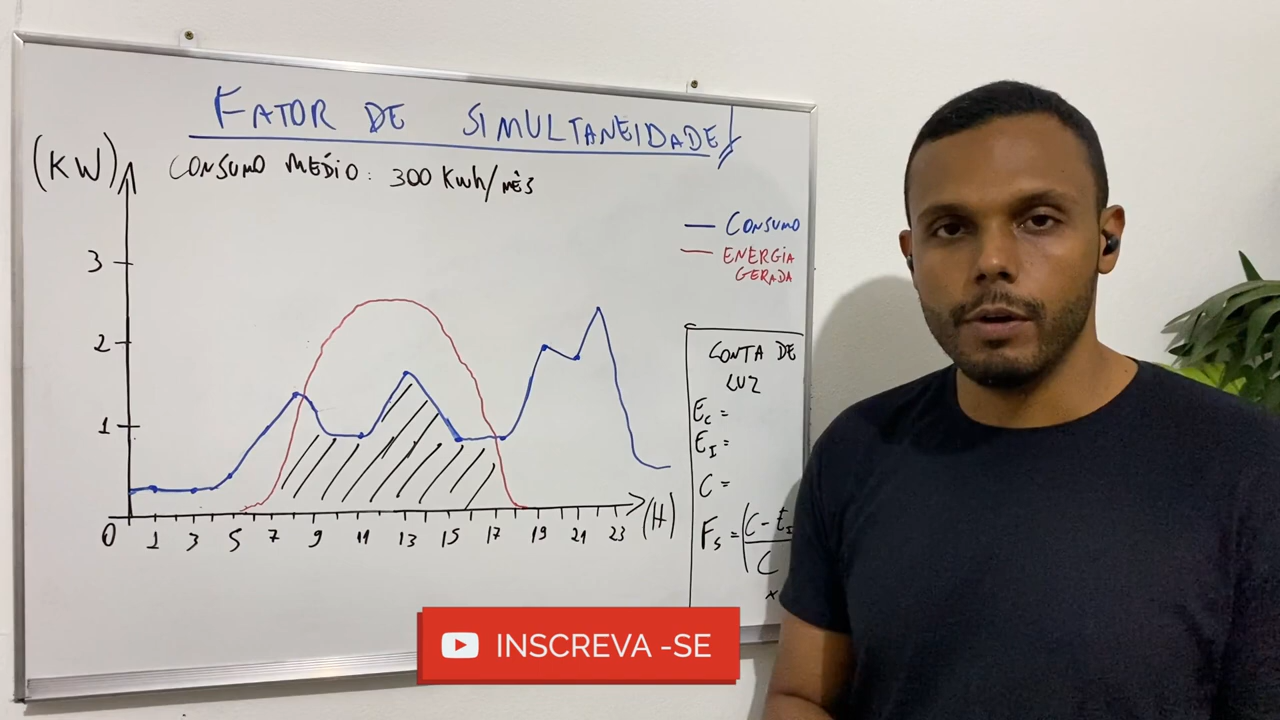 FATOR DE SIMULTANEIDADE
(KW)
CONSUMO MÉDIO: 300 KWh/MÊS
CONSUMO
ENERGIA
GERADA
3
2
1
0 1 3 5 7 9 11 13 15 17 19 21 23 (H)
CONTA DE
LUZ
Ec =
EI =
C =
Fs = (C - EI
C
x
INSCREVA -SE